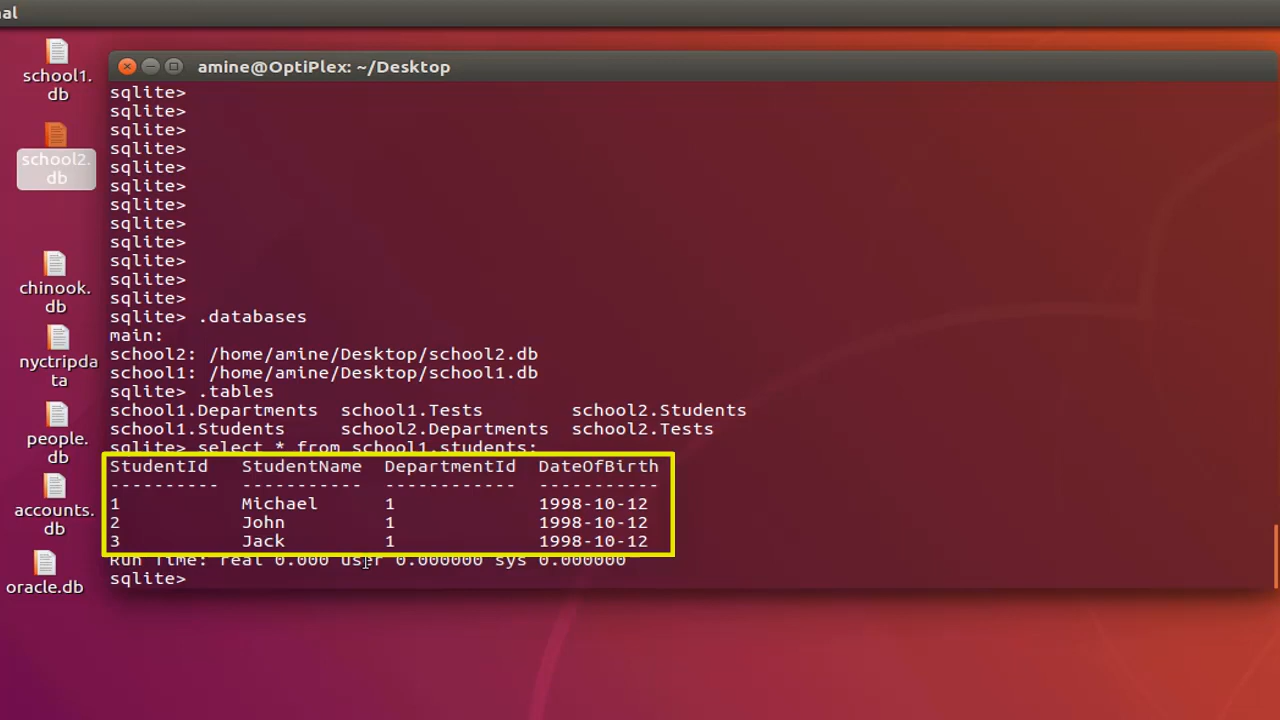 nal
school1.
db
school2.
db
chinook.
db
nyctripda
ta
people.
db
accounts.
db
oracle.db
amine@OptiPlex: ~/Desktop
sqlite>
sqlite>
sqlite>
sqlite>
sqlite>
sqlite>
sqlite>
sqlite>
sqlite>
sqlite>
sqlite>
sqlite>
sqlite> .databases
main:
school2: /home/amine/Desktop/school2.db
school1: /home/amine/Desktop/school1.db
sqlite> .tables
school1.Departments school1.Tests school2.Students
school1.Students school2.Departments school2.Tests
sqlite> select * from school1.students;
StudentId StudentName DepartmentId DateOfBirth
---------- ----------- ------------ -----------
1 Michael 1 1998-10-12
2 John 1 1998-10-12
3 Jack 1 1998-10-12
Run Time: real 0.000 user 0.000000 sys 0.000000
sqlite>